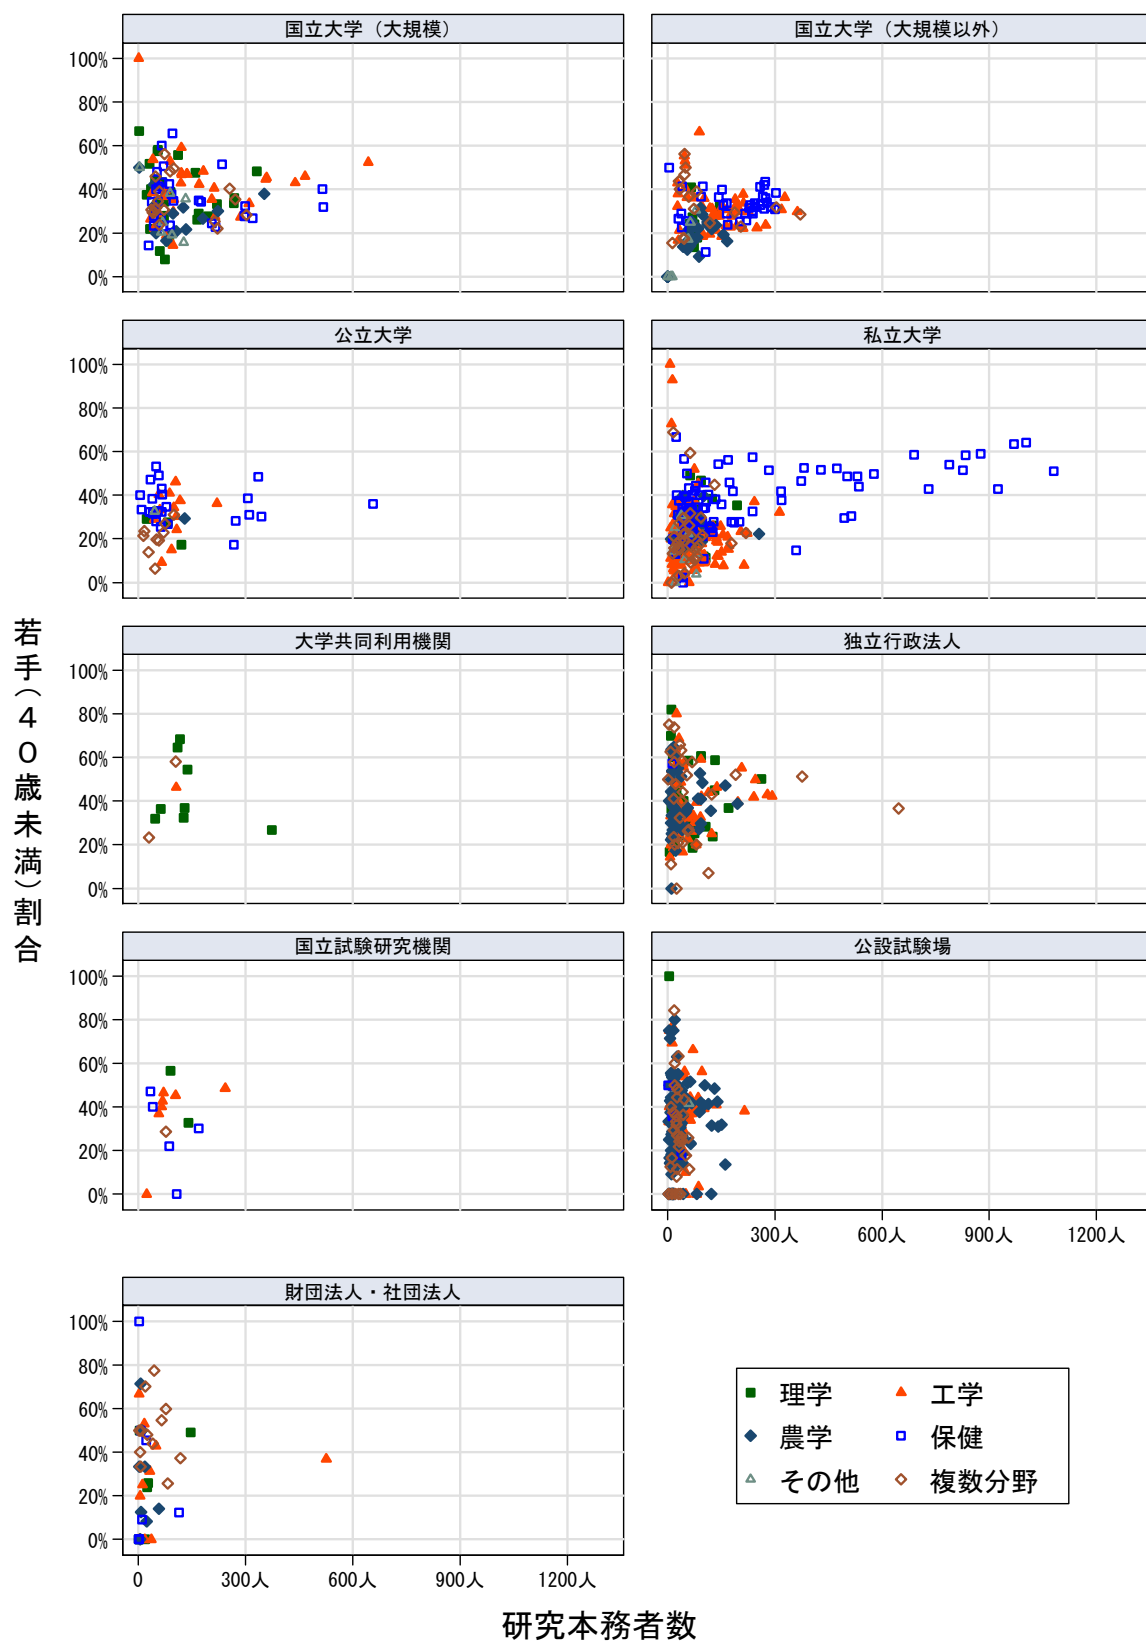 国立大学（大規模）
国立大学（大規模以外）
100%
80%
60%
40%
20%
0%
公立大学
私立大学
100%
80%
60%
40%
20%
0%
若手（４０歳未満）割合
大学共同利用機関
独立行政法人
100%
80%
60%
40%
20%
0%
国立試験研究機関
公設試験場
100%
80%
60%
40%
20%
0%
0 300人 600人 900人 1200人
財団法人・社団法人
100%
80%
60%
40%
20%
0%
0 300人 600人 900人 1200人
理学 工学
農学 保健
その他 複数分野
研究本務者数